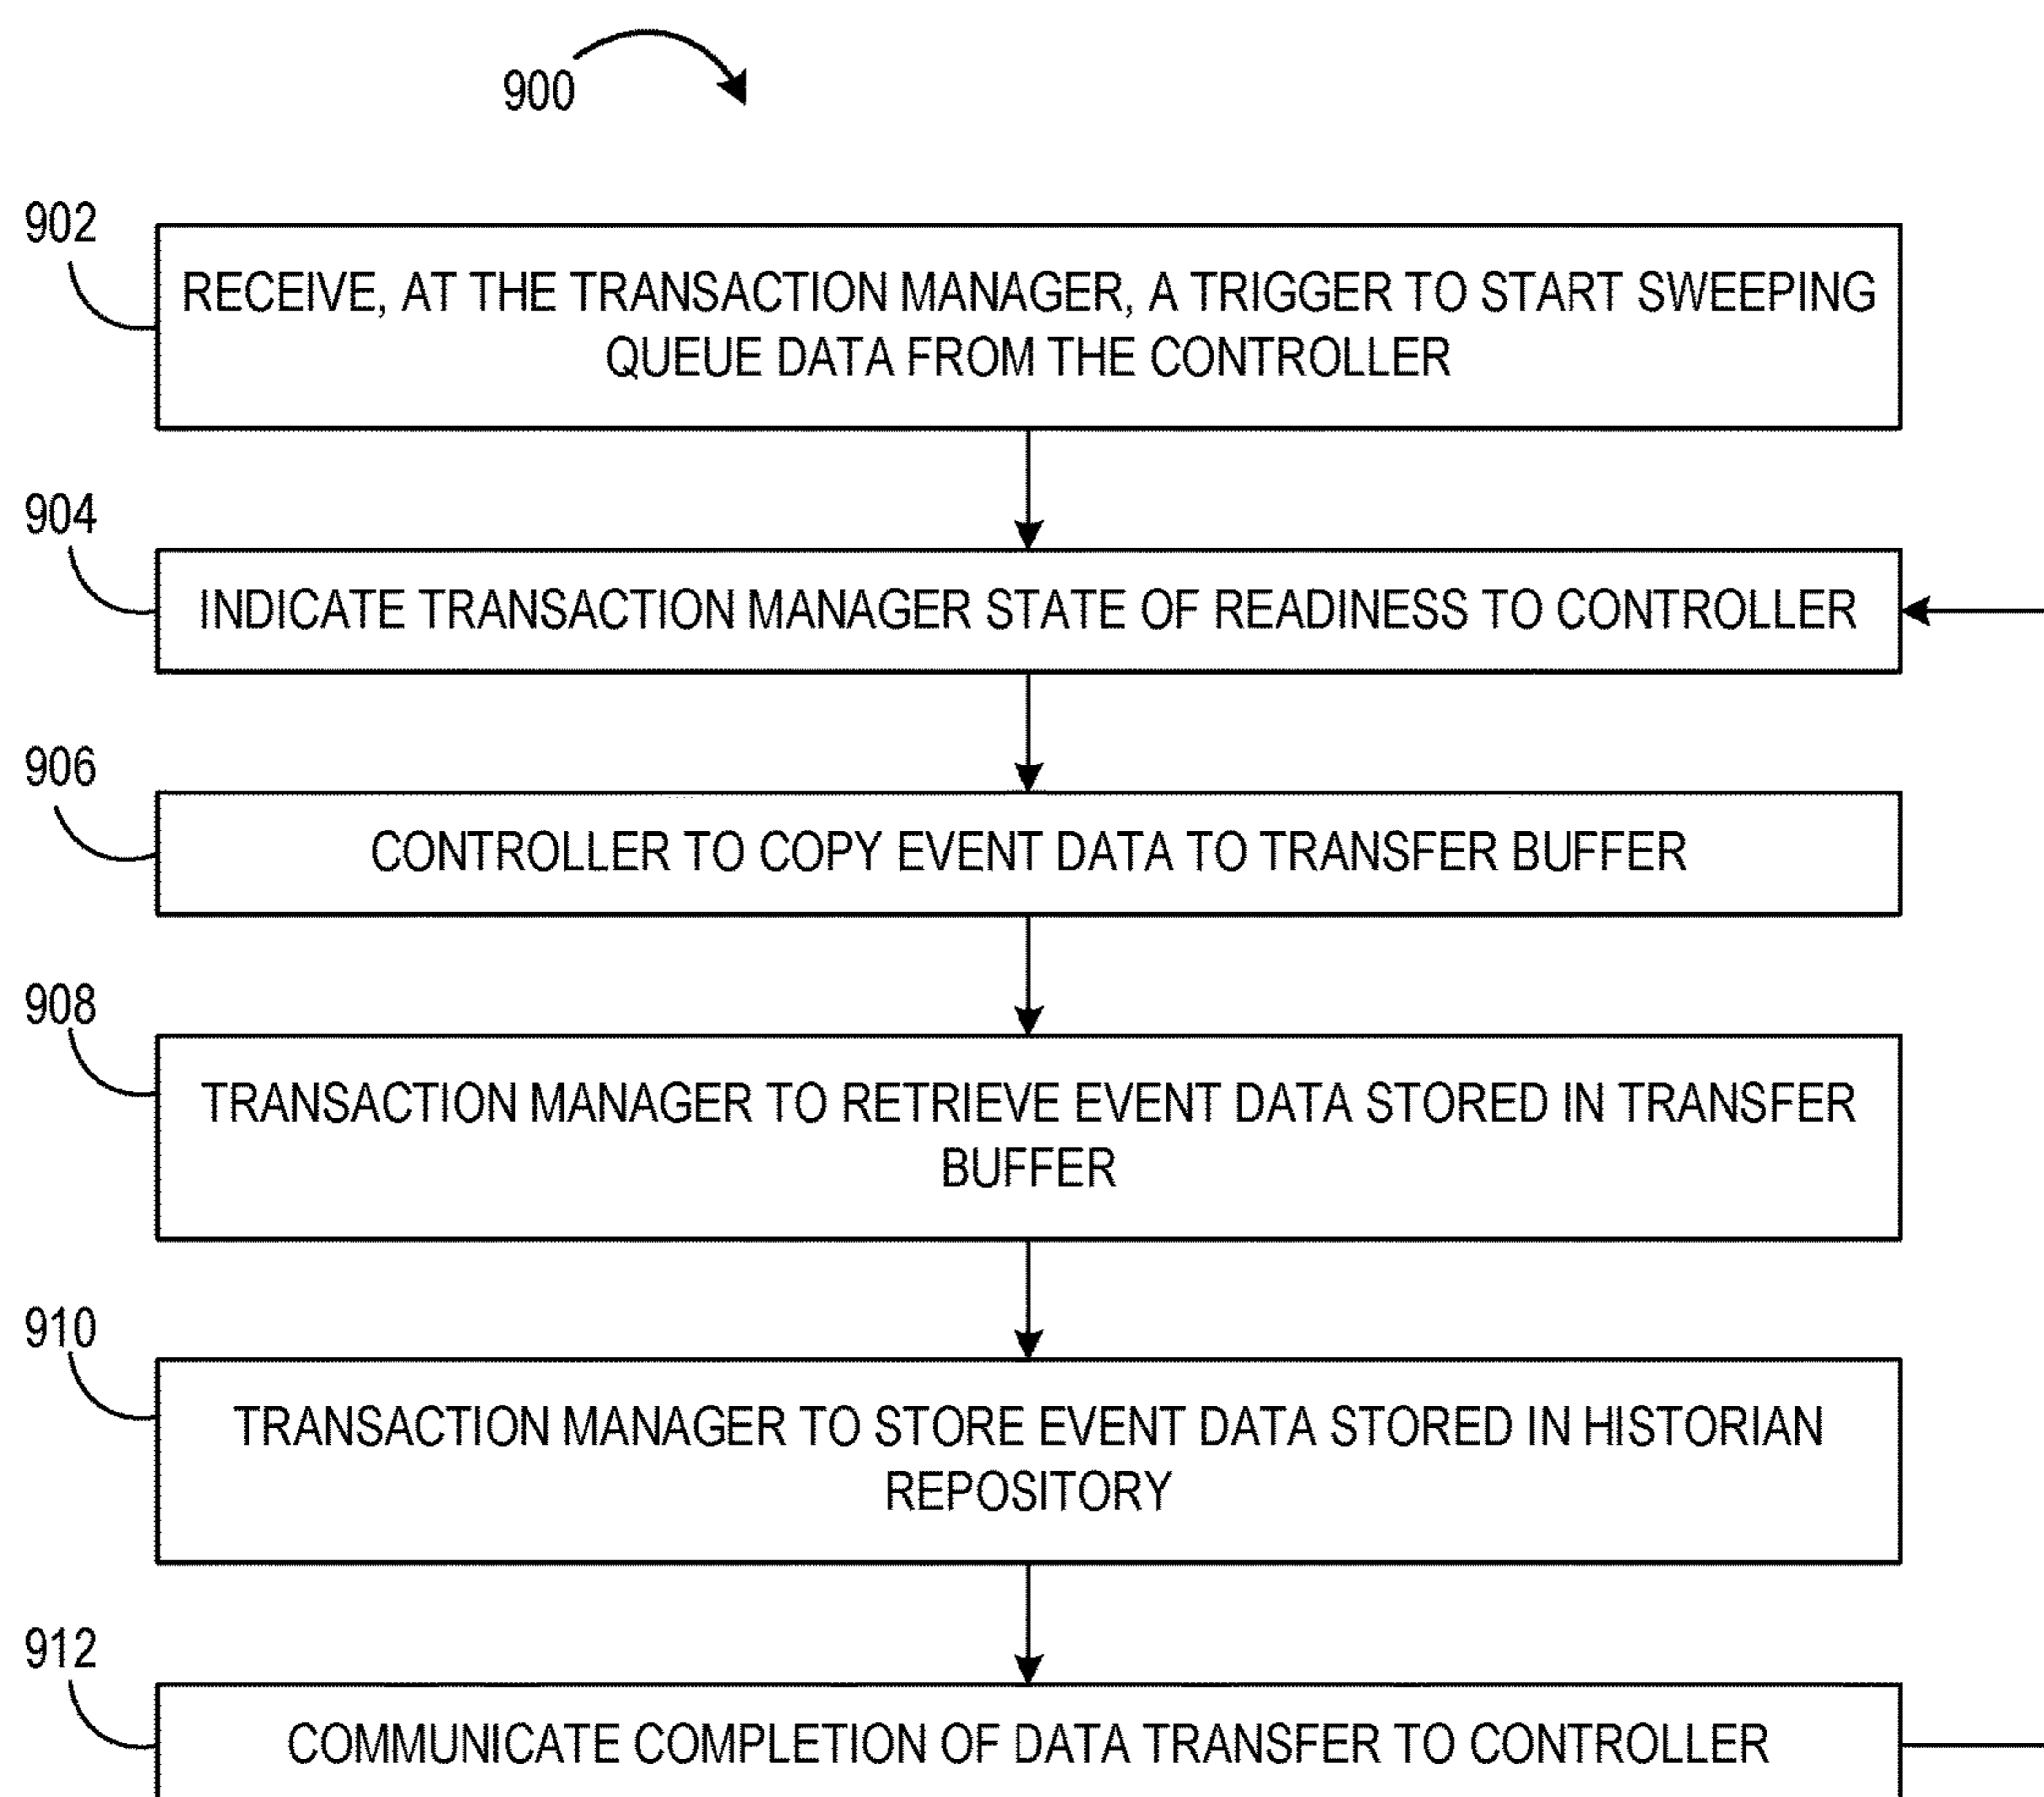 900
902
RECEIVE, AT THE TRANSACTION MANAGER, A TRIGGER TO START SWEEPING
QUEUE DATA FROM THE CONTROLLER
904
INDICATE TRANSACTION MANAGER STATE OF READINESS TO CONTROLLER
906
CONTROLLER TO COPY EVENT DATA TO TRANSFER BUFFER
908
TRANSACTION MANAGER TO RETRIEVE EVENT DATA STORED IN TRANSFER
BUFFER
910
TRANSACTION MANAGER TO STORE EVENT DATA STORED IN HISTORIAN
REPOSITORY
912
COMMUNICATE COMPLETION OF DATA TRANSFER TO CONTROLLER